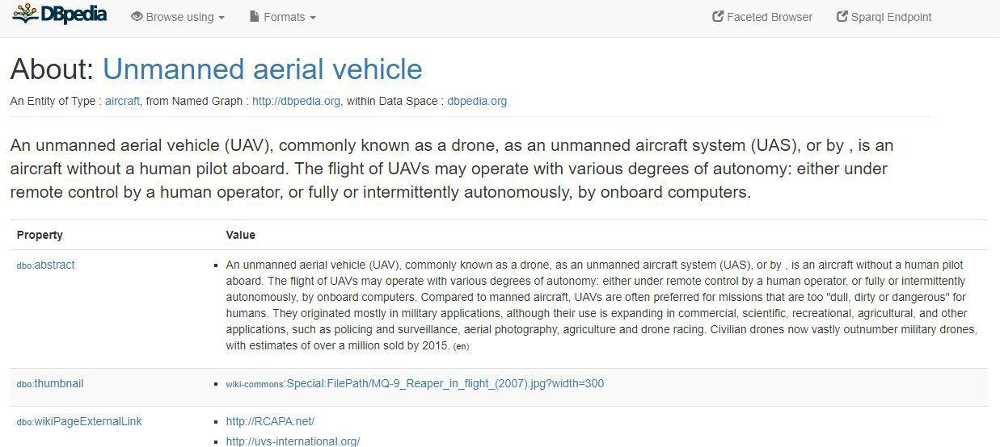 DBpedia Browse using Formats Faceted Browser Sparql Endpoint
About: Unmanned aerial vehicle
An Entity of Type : aircraft, from Named Graph : http://dbpedia.org, within Data Space : dbpedia.org
An unmanned aerial vehicle (UAV), commonly known as a drone, as an unmanned aircraft system (UAS), or by , is an
aircraft without a human pilot aboard. The flight of UAVs may operate with various degrees of autonomy: either under
remote control by a human operator, or fully or intermittently autonomously, by onboard computers.
Property Value
dbo:abstract An unmanned aerial vehicle (UAV), commonly known as a drone, as an unmanned aircraft system (UAS), or by , is an aircraft without a human pilot
aboard. The flight of UAVs may operate with various degrees of autonomy: either under remote control by a human operator, or fully or intermittently
autonomously, by onboard computers. Compared to manned aircraft, UAVs are often preferred for missions that are too "dull, dirty or dangerous" for
humans. They originated mostly in military applications, although their use is expanding in commercial, scientific, recreational, agricultural, and other
applications, such as policing and surveillance, aerial photography, agriculture and drone racing. Civilian drones now vastly outnumber military drones,
with estimates of over a million sold by 2015. (en)
dbo:thumbnail wiki-commons:Special:FilePath/MQ-9_Reaper_in_flight_(2007).jpg?width=300
dbo:wikiPageExternalLink http://RCAPA.net/
http://uvs-international.org/